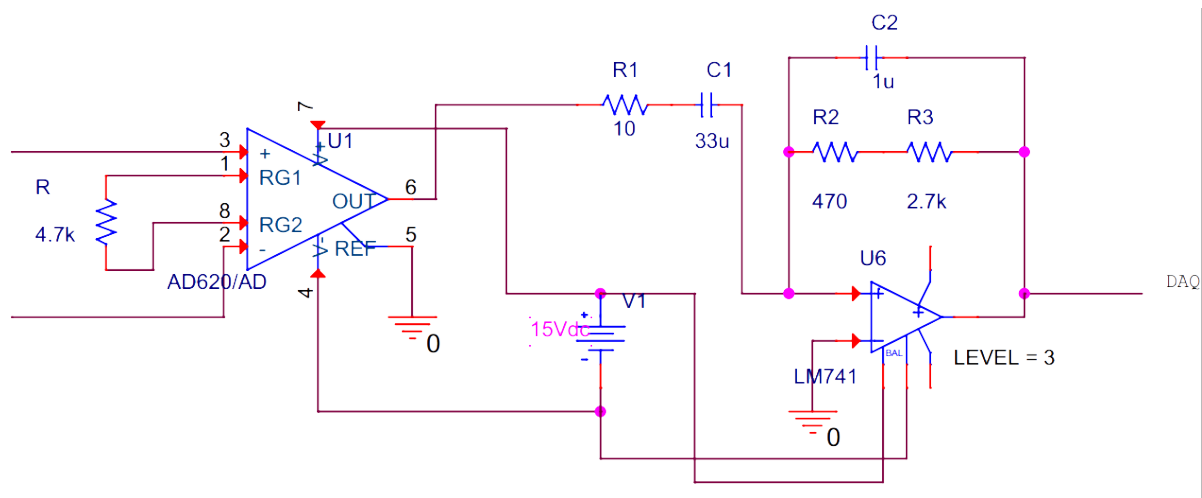 C2
1u
R1
C1
10
33u
R2
R3
470
2.7k
7
U1
V+
3
+
1
RG1
R
4.7k
OUT
6
8
RG2
2
-
REF
5
V-
AD620/AD
4
0
V1
+
15Vdc
-
U6
+
+
-
BAL
LM741
LEVEL = 3
0
DAQ